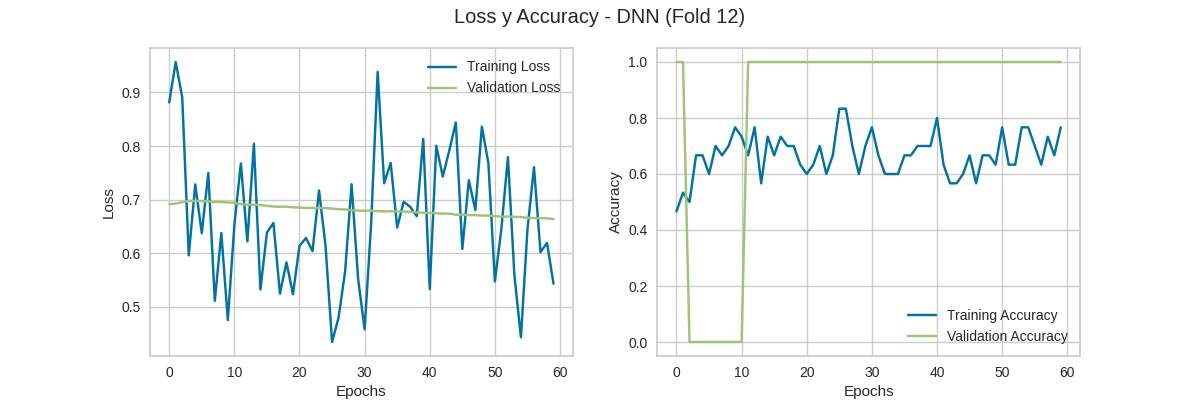 Loss y Accuracy - DNN (Fold 12)
Training Loss
Validation Loss
0.9
0.8
0.7
0.6
0.5
Loss
0
10
20
30
40
50
60
Epochs
1.0
0.8
0.6
0.4
0.2
0.0
Accuracy
Training Accuracy
Validation Accuracy
0
10
20
30
40
50
60
Epochs